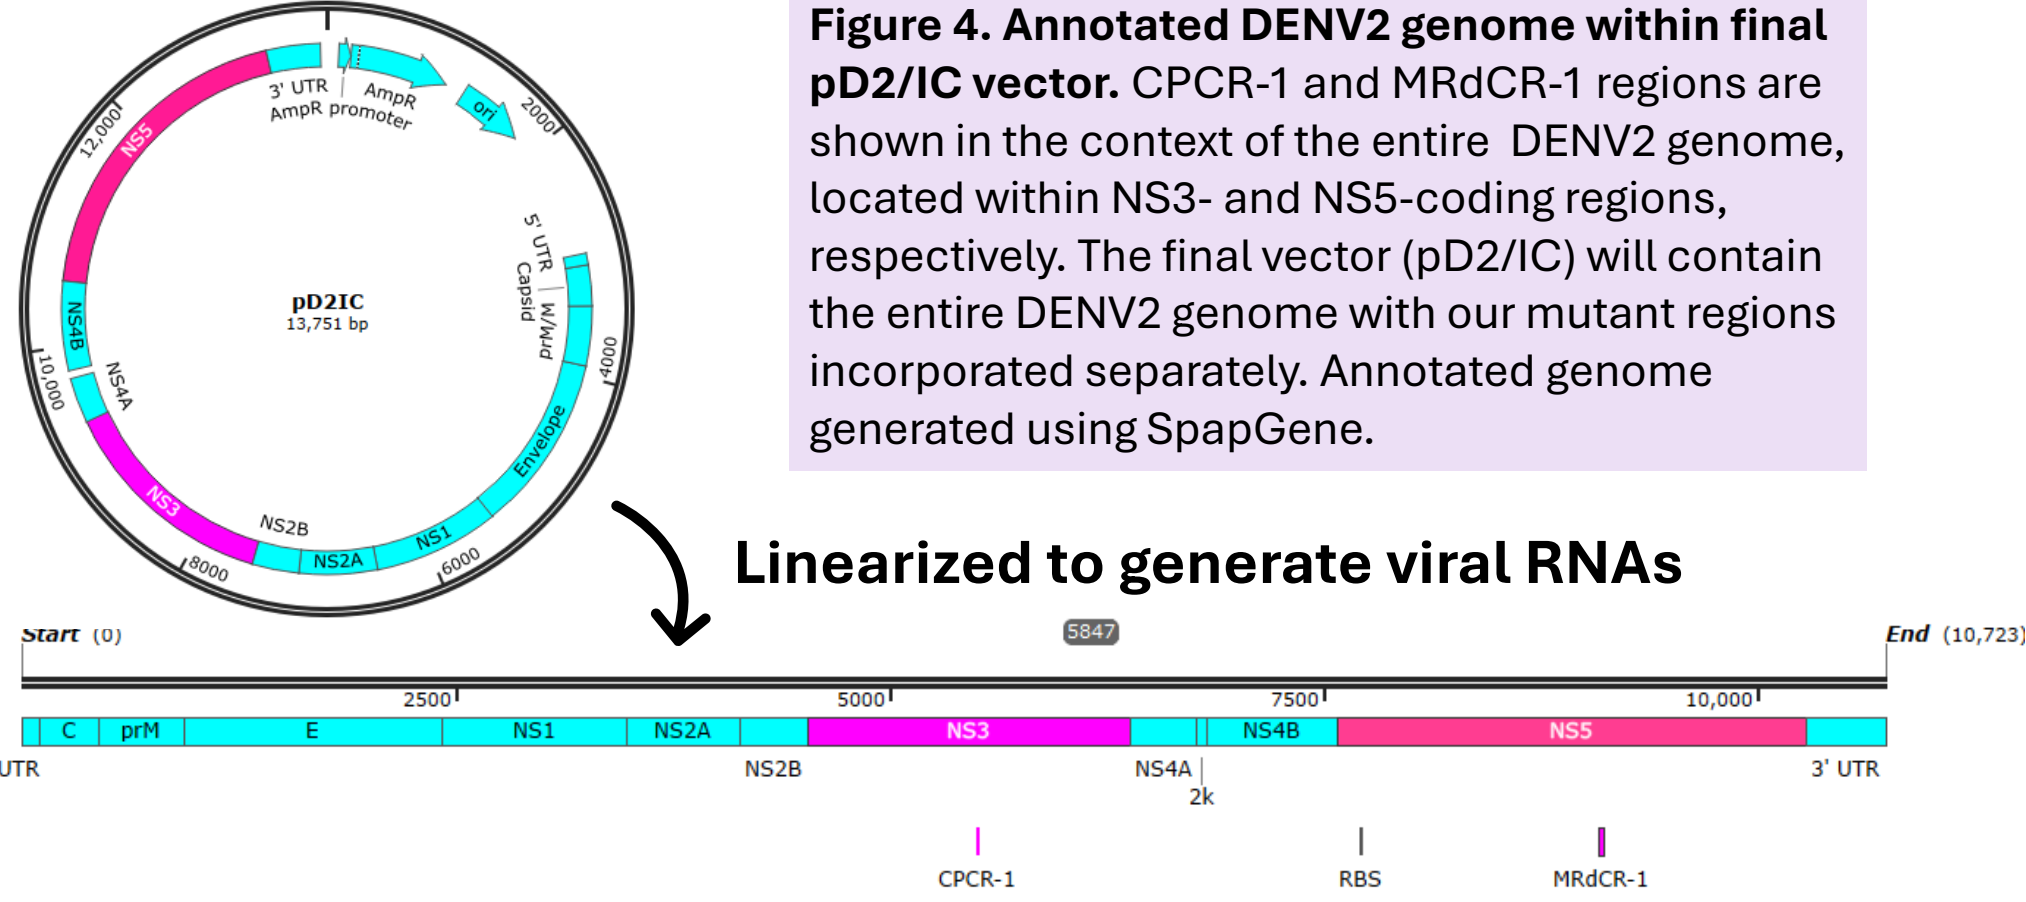 3' UTR
AmpR
AmpR promoter
ori
2000
12,000
NS5
5' UTR
Capsid
prM/M
pD2IC
13,751 bp
NS4B
NS4A
10,000
4000
Envelope
NS3
NS2B
NS2A
NS1
8000
6000
Figure 4. Annotated DENV2 genome within final
pD2/IC vector. CPCR-1 and MRdCR-1 regions are
shown in the context of the entire DENV2 genome,
located within NS3- and NS5-coding regions,
respectively. The final vector (pD2/IC) will contain
the entire DENV2 genome with our mutant regions
incorporated separately. Annotated genome
generated using SpapGene.
Linearized to generate viral RNAs
Start (0)
5847
End (10,723)
2500
5000
7500
10,000
C
prM
E
NS1
NS2A
NS3
NS4B
NS5
UTR
NS2B
NS4A
3' UTR
2k
CPCR-1
RBS
MRdCR-1